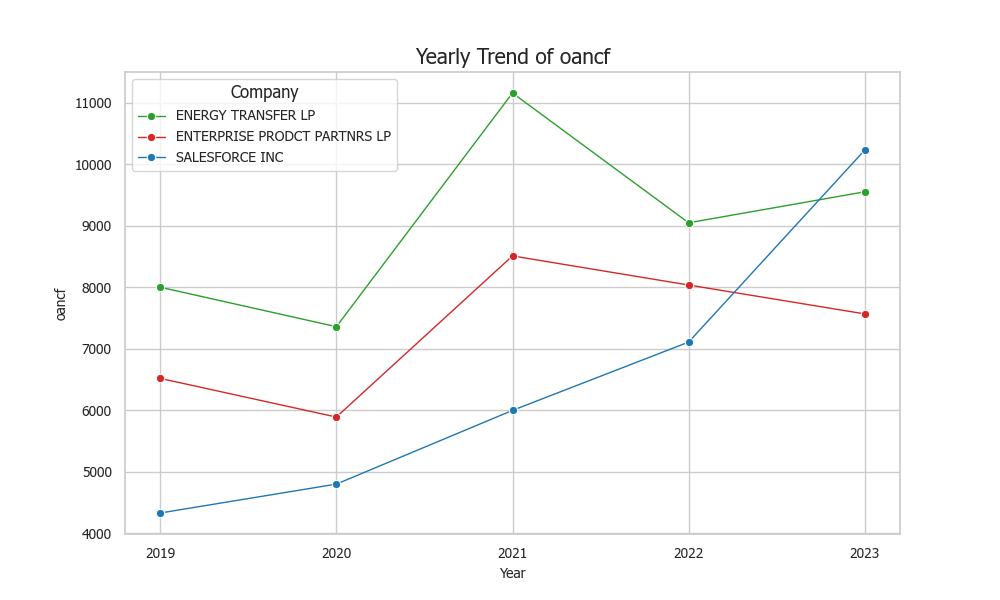 Yearly Trend of oancf
Company
ENERGY TRANSFER LP
ENTERPRISE PRODCT PARTNRS LP
SALESFORCE INC
oancf
11000
10000
9000
8000
7000
6000
5000
4000
2019 2020 2021 2022 2023
Year